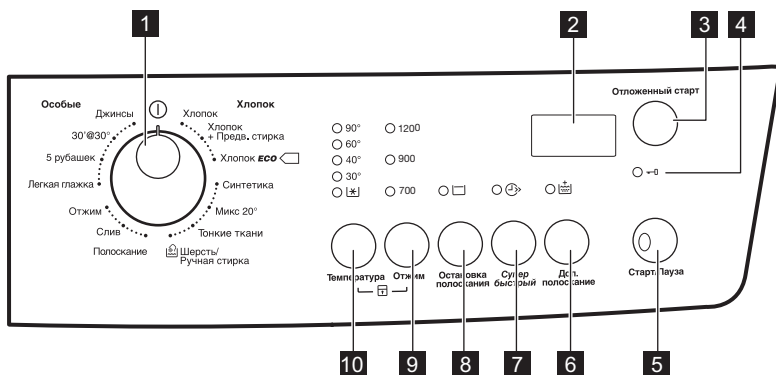 1
2
3
4
Особые
Хлопок
Отложенный старт
Джинсы
Хлопок
30'@30°
Хлопок
+ Предв. стирка
5 рубашек
Хлопок ECO
Легкая глажка
Синтетика
Отжим
Микс 20°
Слив
Тонкие ткани
Полоскание
Шерсть/
Ручная стирка
90°
1200
60°
40°
900
30°
700
Температура
Отжим
Остановка
полоскания
Супер
быстрый
Доп.
полоскание
Старт/Пауза
10
9
8
7
6
5